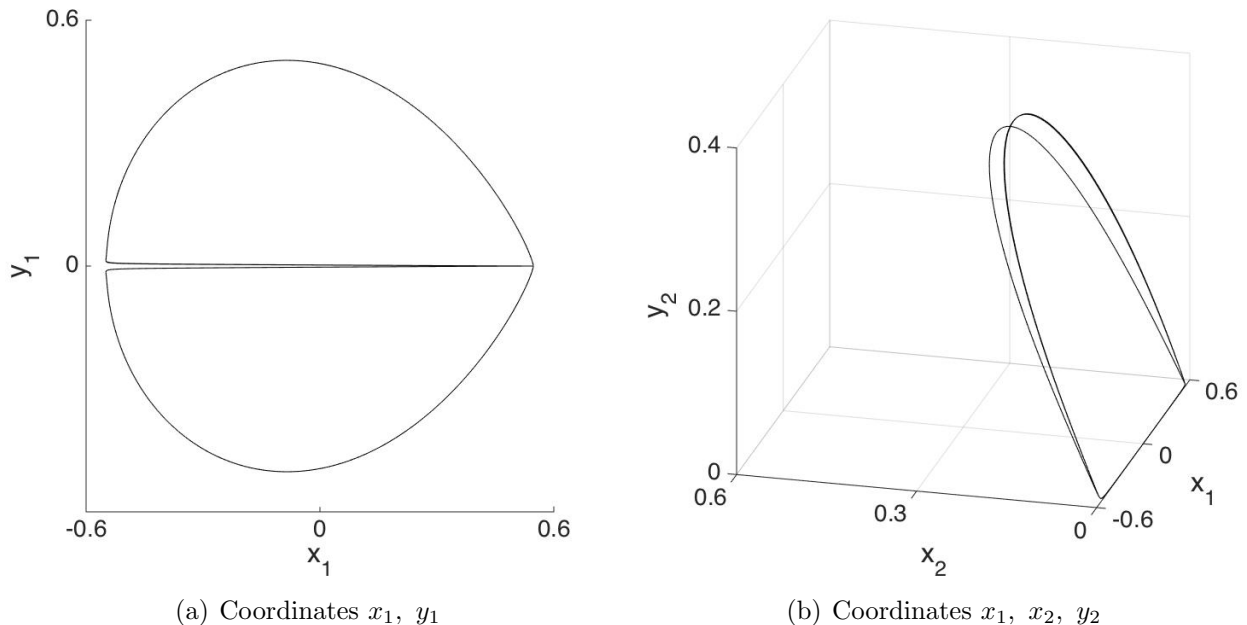 0.6
y₁
0
-0.6
0
0.6
x₁
(a) Coordinates x₁, y₁
0.4
y₂
0.2
0
0.6
0.3
0
x₂
-0.6
0
0.6
x₁
(b) Coordinates x₁, x₂, y₂